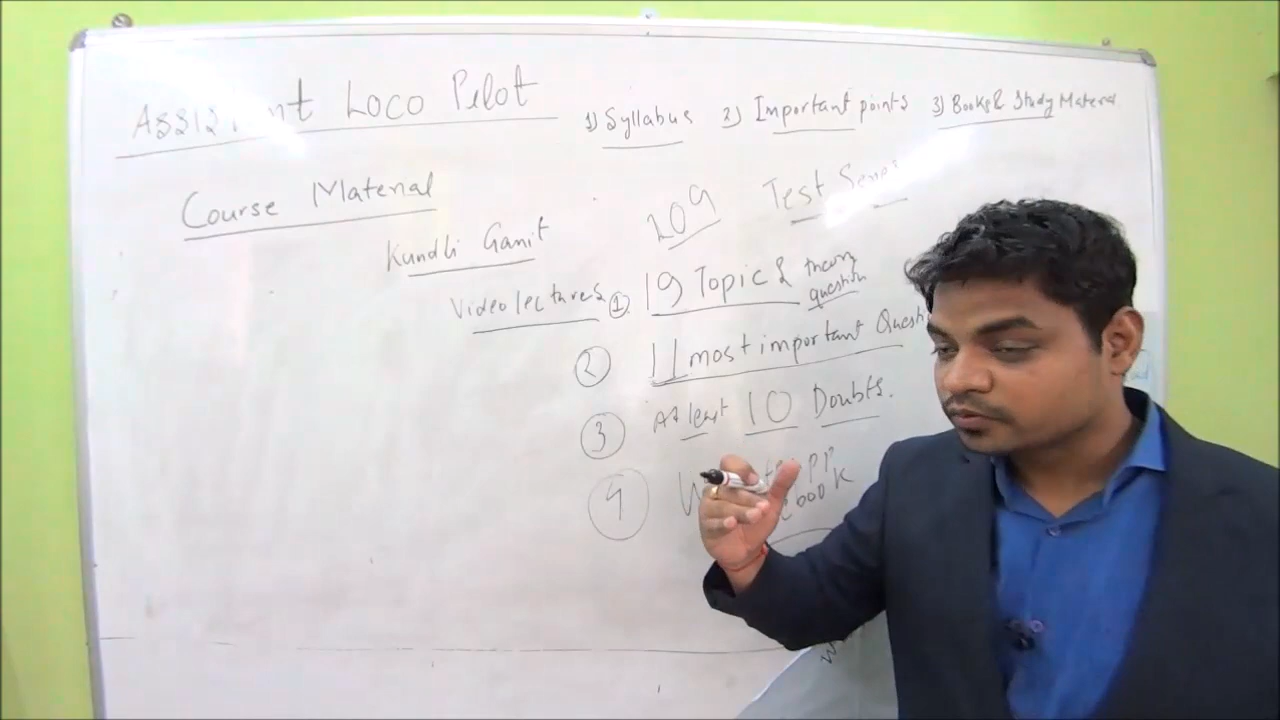 Assistant Loco Pilot
1) Syllabus 2) Important points 3) Books & Study Material
Course Material
209 Test Series
Kundli Ganit
Video lectures ① 19 Topic & theory question
② 11 most important Questi
③ At least 10 Doubts.
④